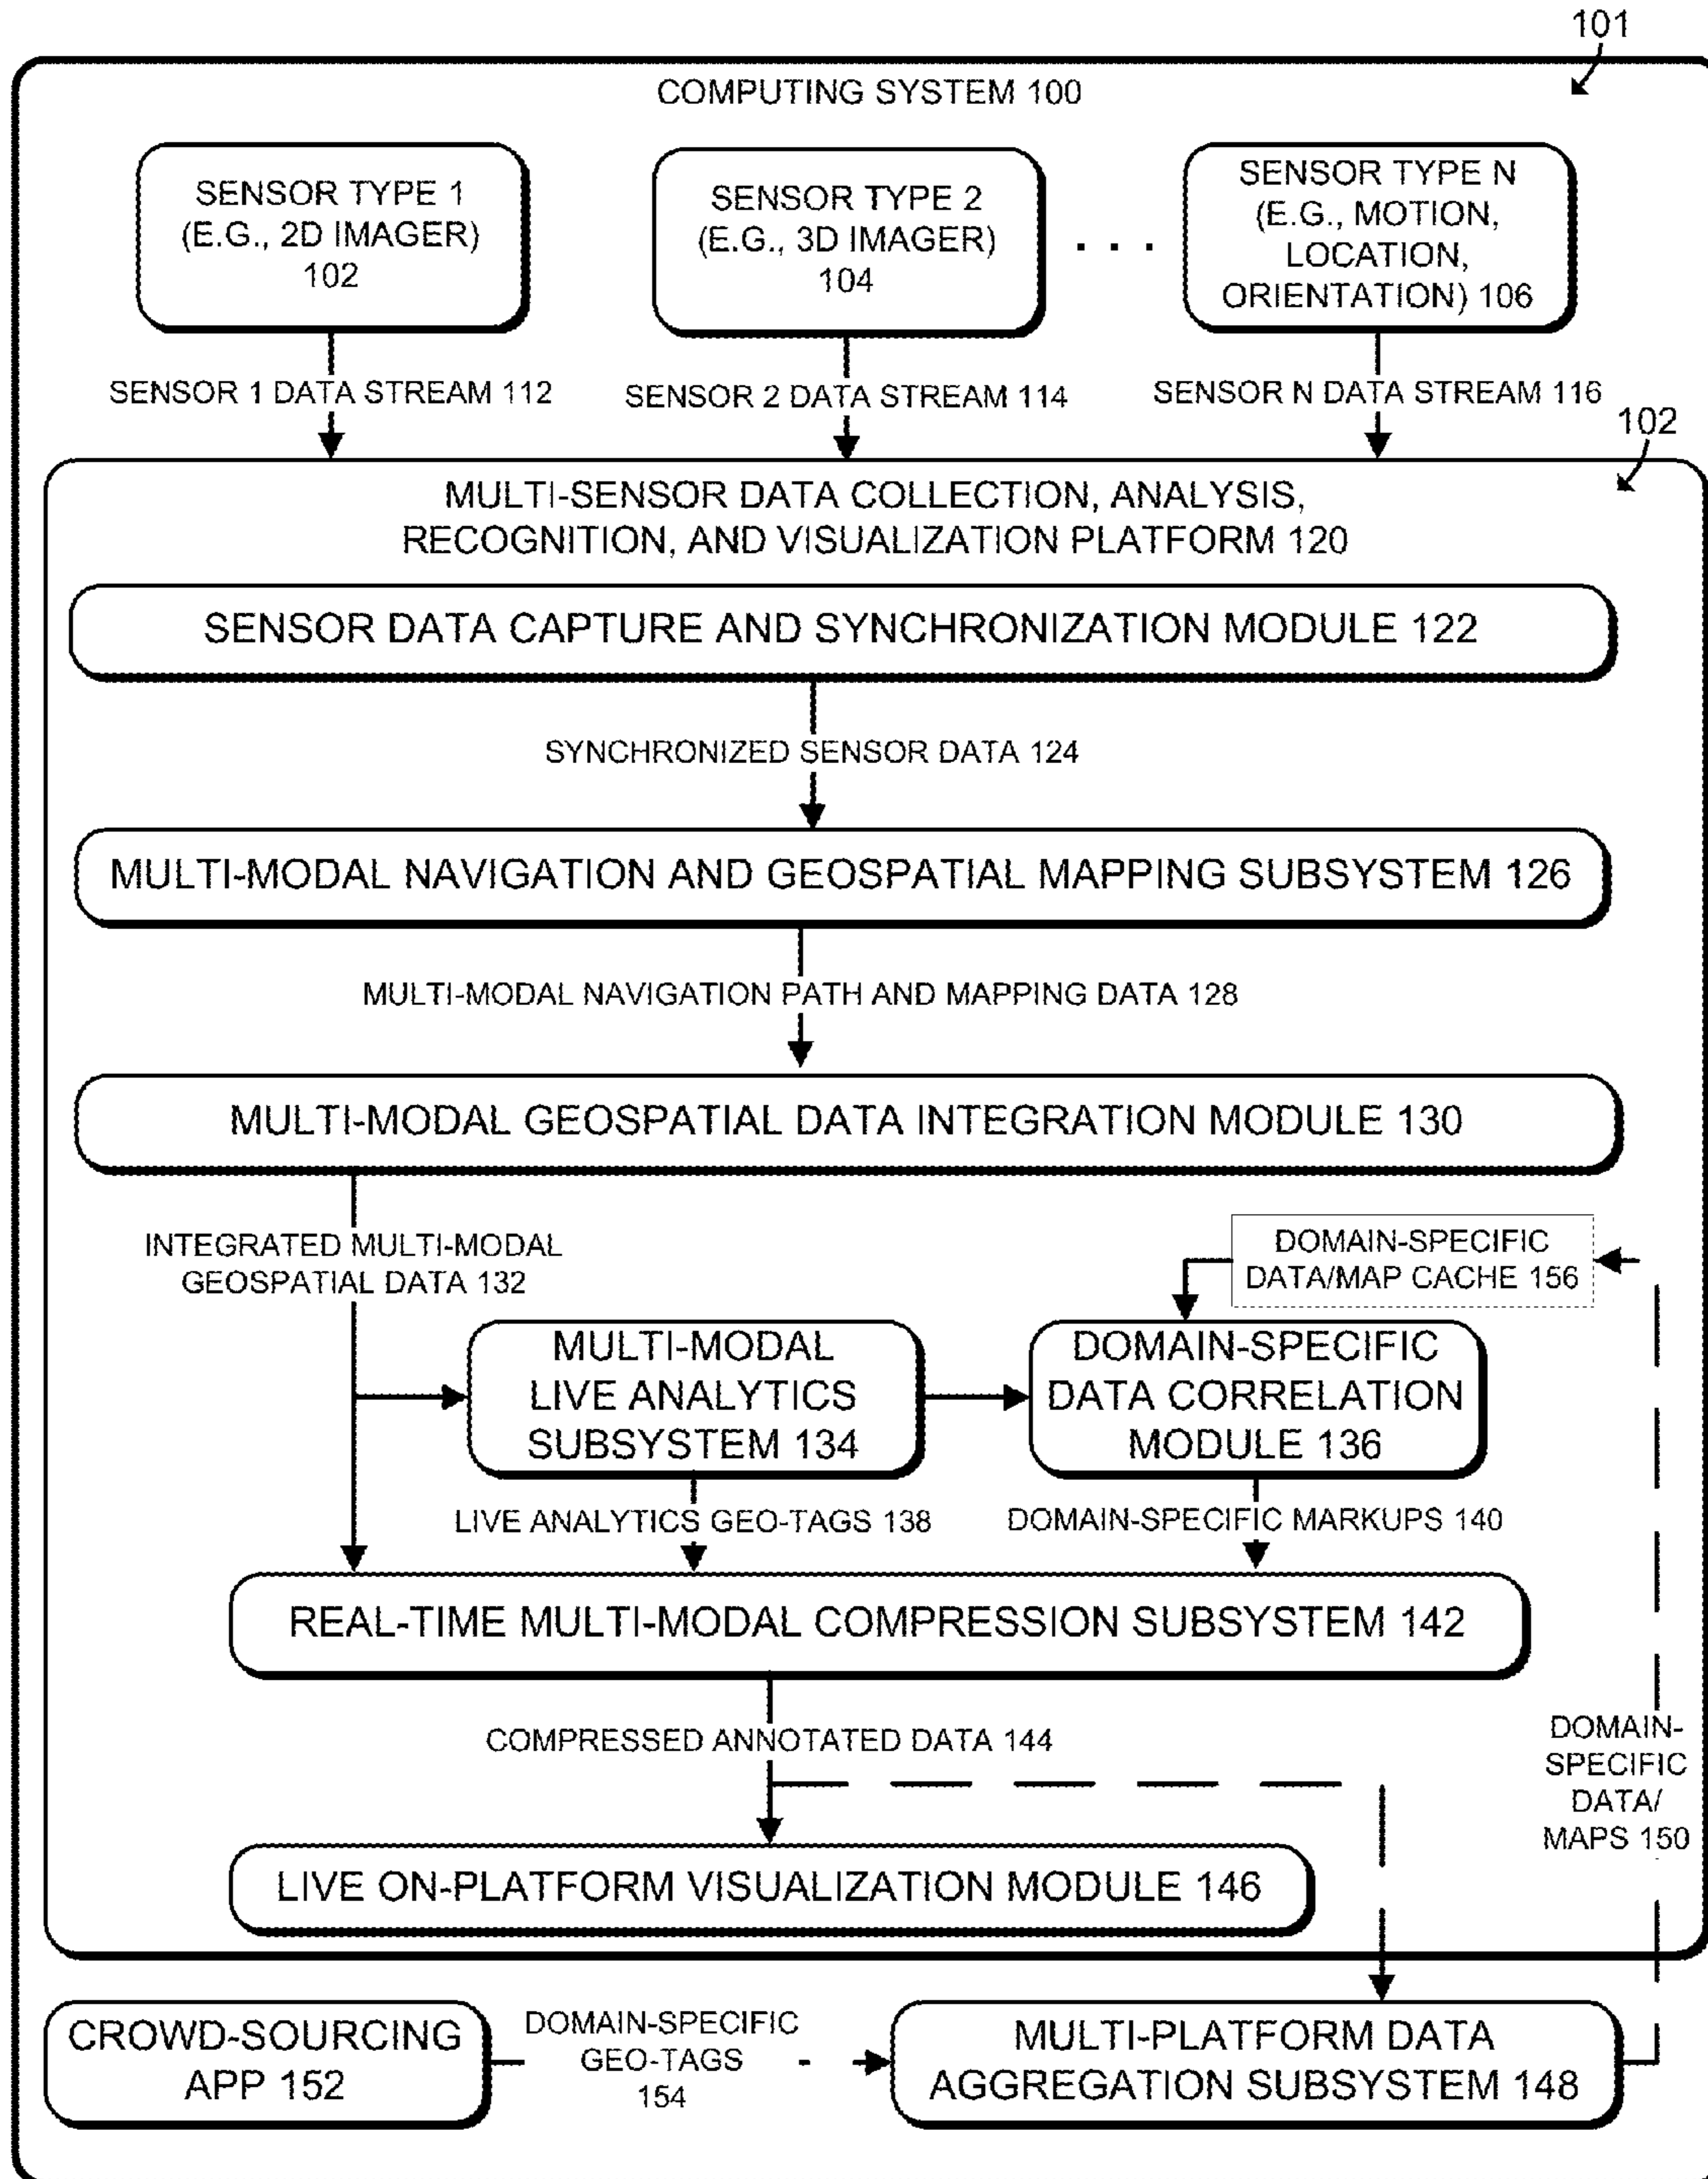 101
COMPUTING SYSTEM 100
SENSOR TYPE 1
(E.G., 2D IMAGER)
102
SENSOR TYPE 2
(E.G., 3D IMAGER)
104
. . .
SENSOR TYPE N
(E.G., MOTION,
LOCATION,
ORIENTATION) 106
SENSOR 1 DATA STREAM 112
SENSOR 2 DATA STREAM 114
SENSOR N DATA STREAM 116
102
MULTI-SENSOR DATA COLLECTION, ANALYSIS,
RECOGNITION, AND VISUALIZATION PLATFORM 120
SENSOR DATA CAPTURE AND SYNCHRONIZATION MODULE 122
SYNCHRONIZED SENSOR DATA 124
MULTI-MODAL NAVIGATION AND GEOSPATIAL MAPPING SUBSYSTEM 126
MULTI-MODAL NAVIGATION PATH AND MAPPING DATA 128
MULTI-MODAL GEOSPATIAL DATA INTEGRATION MODULE 130
INTEGRATED MULTI-MODAL
GEOSPATIAL DATA 132
DOMAIN-SPECIFIC
DATA/MAP CACHE 156
MULTI-MODAL
LIVE ANALYTICS
SUBSYSTEM 134
DOMAIN-SPECIFIC
DATA CORRELATION
MODULE 136
LIVE ANALYTICS GEO-TAGS 138
DOMAIN-SPECIFIC MARKUPS 140
REAL-TIME MULTI-MODAL COMPRESSION SUBSYSTEM 142
COMPRESSED ANNOTATED DATA 144
DOMAIN-
SPECIFIC
DATA/
MAPS 150
LIVE ON-PLATFORM VISUALIZATION MODULE 146
CROWD-SOURCING
APP 152
DOMAIN-SPECIFIC
GEO-TAGS
154
MULTI-PLATFORM DATA
AGGREGATION SUBSYSTEM 148